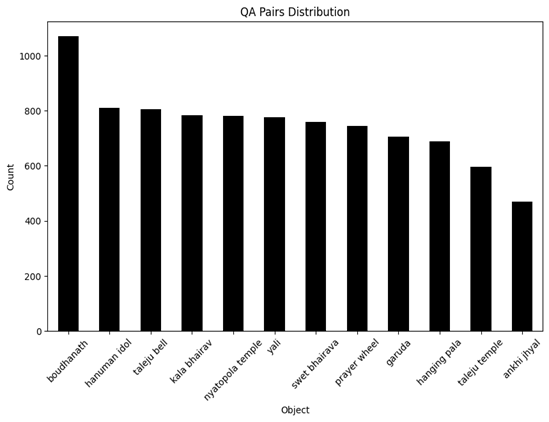 QA Pairs Distribution
Count
1000
800
600
400
200
0
boudhanath
hanuman idol
taleju bell
kala bhairav
nyatopola temple
yali
swet bhairava
prayer wheel
garuda
hanging pala
taleju temple
ankhi jhyal
Object